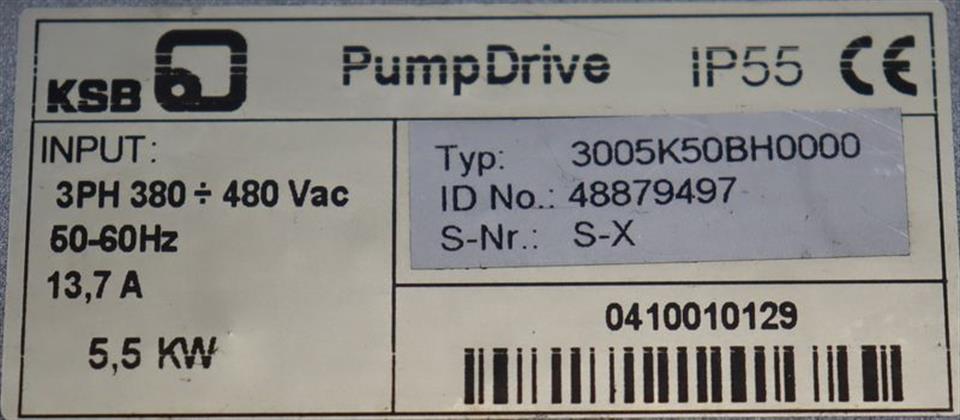 KSB PumpDrive IP55 CE
INPUT:
3PH 380 ÷ 480 Vac
50-60Hz
13,7 A
5,5 KW
Typ: 3005K50BH0000
ID No.: 48879497
S-Nr.: S-X
0410010129